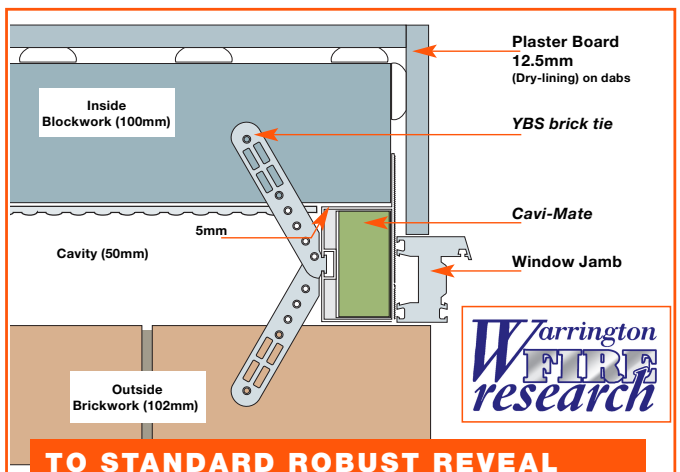 Plaster Board
12.5mm
(Dry-lining) on dabs
Inside
Blockwork (100mm)
YBS brick tie
Cavi-Mate
5mm
Cavity (50mm)
Window Jamb
Warrington
FIRE
research
Outside
Brickwork (102mm)
TO STANDARD ROBUST REVEAL